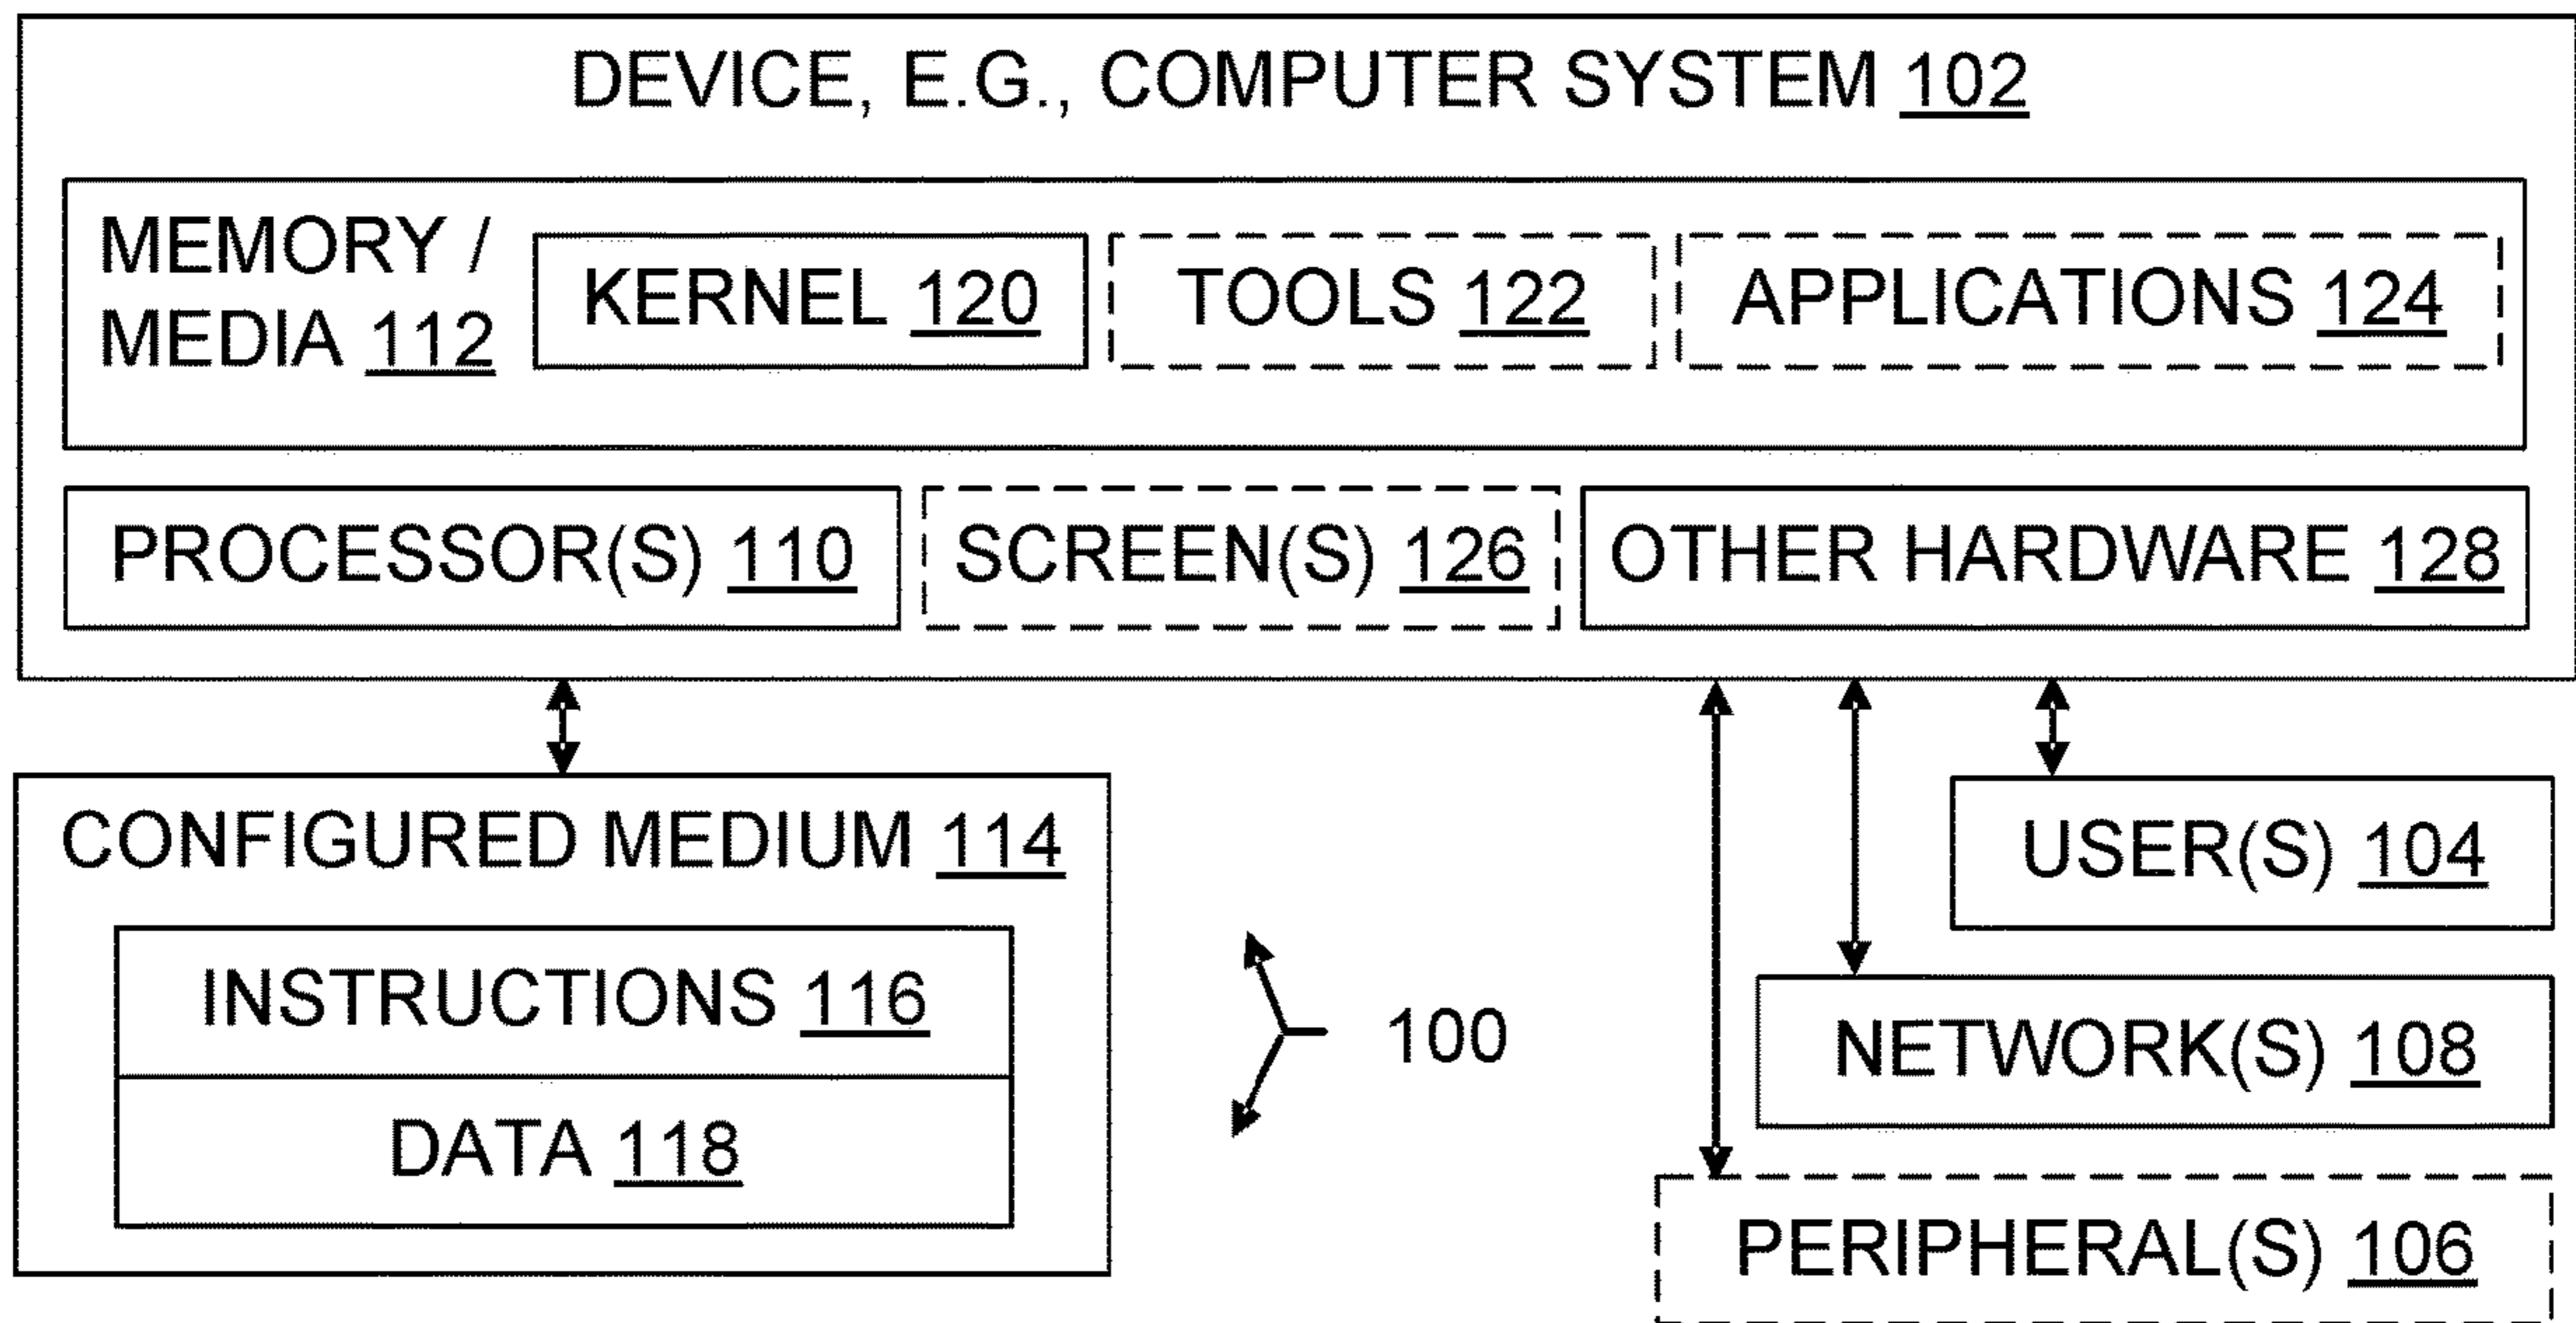 DEVICE, E.G., COMPUTER SYSTEM 102
MEMORY /
MEDIA 112
KERNEL 120
TOOLS 122
APPLICATIONS 124
PROCESSOR(S) 110
SCREEN(S) 126
OTHER HARDWARE 128
CONFIGURED MEDIUM 114
INSTRUCTIONS 116
DATA 118
100
USER(S) 104
NETWORK(S) 108
PERIPHERAL(S) 106